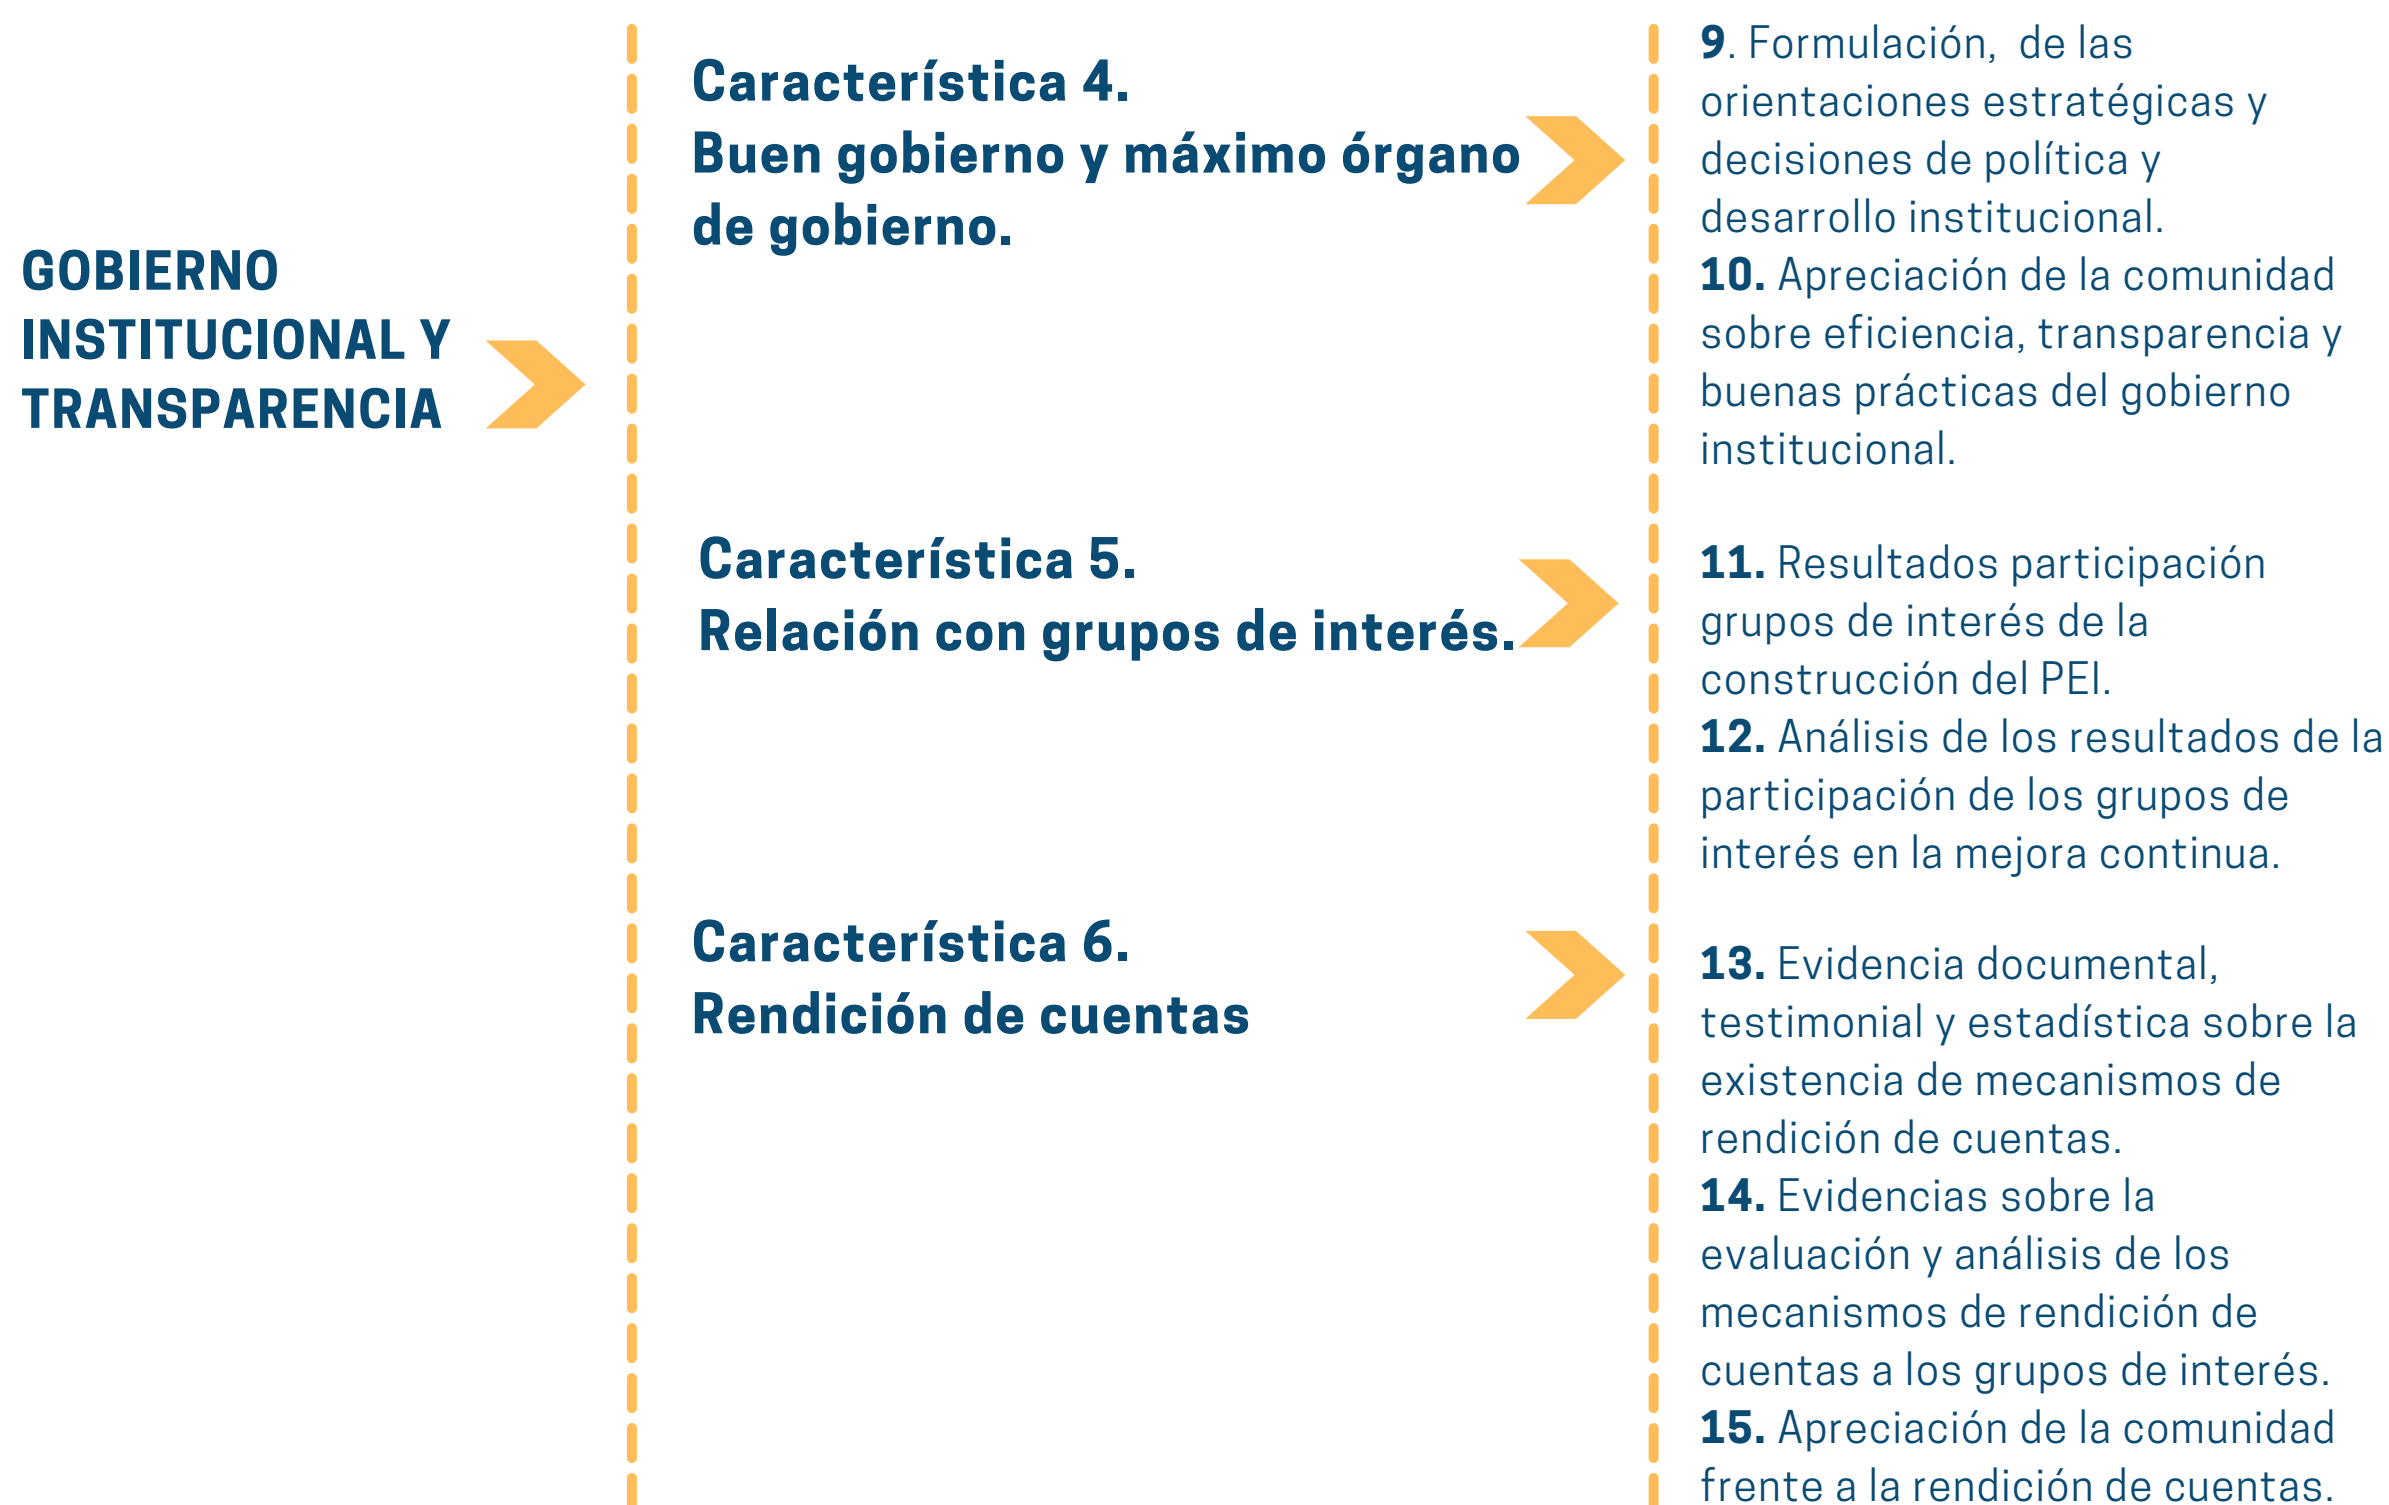 GOBIERNO
INSTITUCIONAL Y
TRANSPARENCIA
Característica 4.
Buen gobierno y máximo órgano
de gobierno.
9. Formulación,  de las
orientaciones estratégicas y
decisiones de política y
desarrollo institucional.
10. Apreciación de la comunidad
sobre eficiencia, transparencia y
buenas prácticas del gobierno
institucional.
Característica 5.
Relación con grupos de interés.
11. Resultados participación
grupos de interés de la
construcción del PEI.
12. Análisis de los resultados de la
participación de los grupos de
interés en la mejora continua.
Característica 6.
Rendición de cuentas
13. Evidencia documental,
testimonial y estadística sobre la
existencia de mecanismos de
rendición de cuentas.
14. Evidencias sobre la
evaluación y análisis de los
mecanismos de rendición de
cuentas a los grupos de interés.
15. Apreciación de la comunidad
frente a la rendición de cuentas.